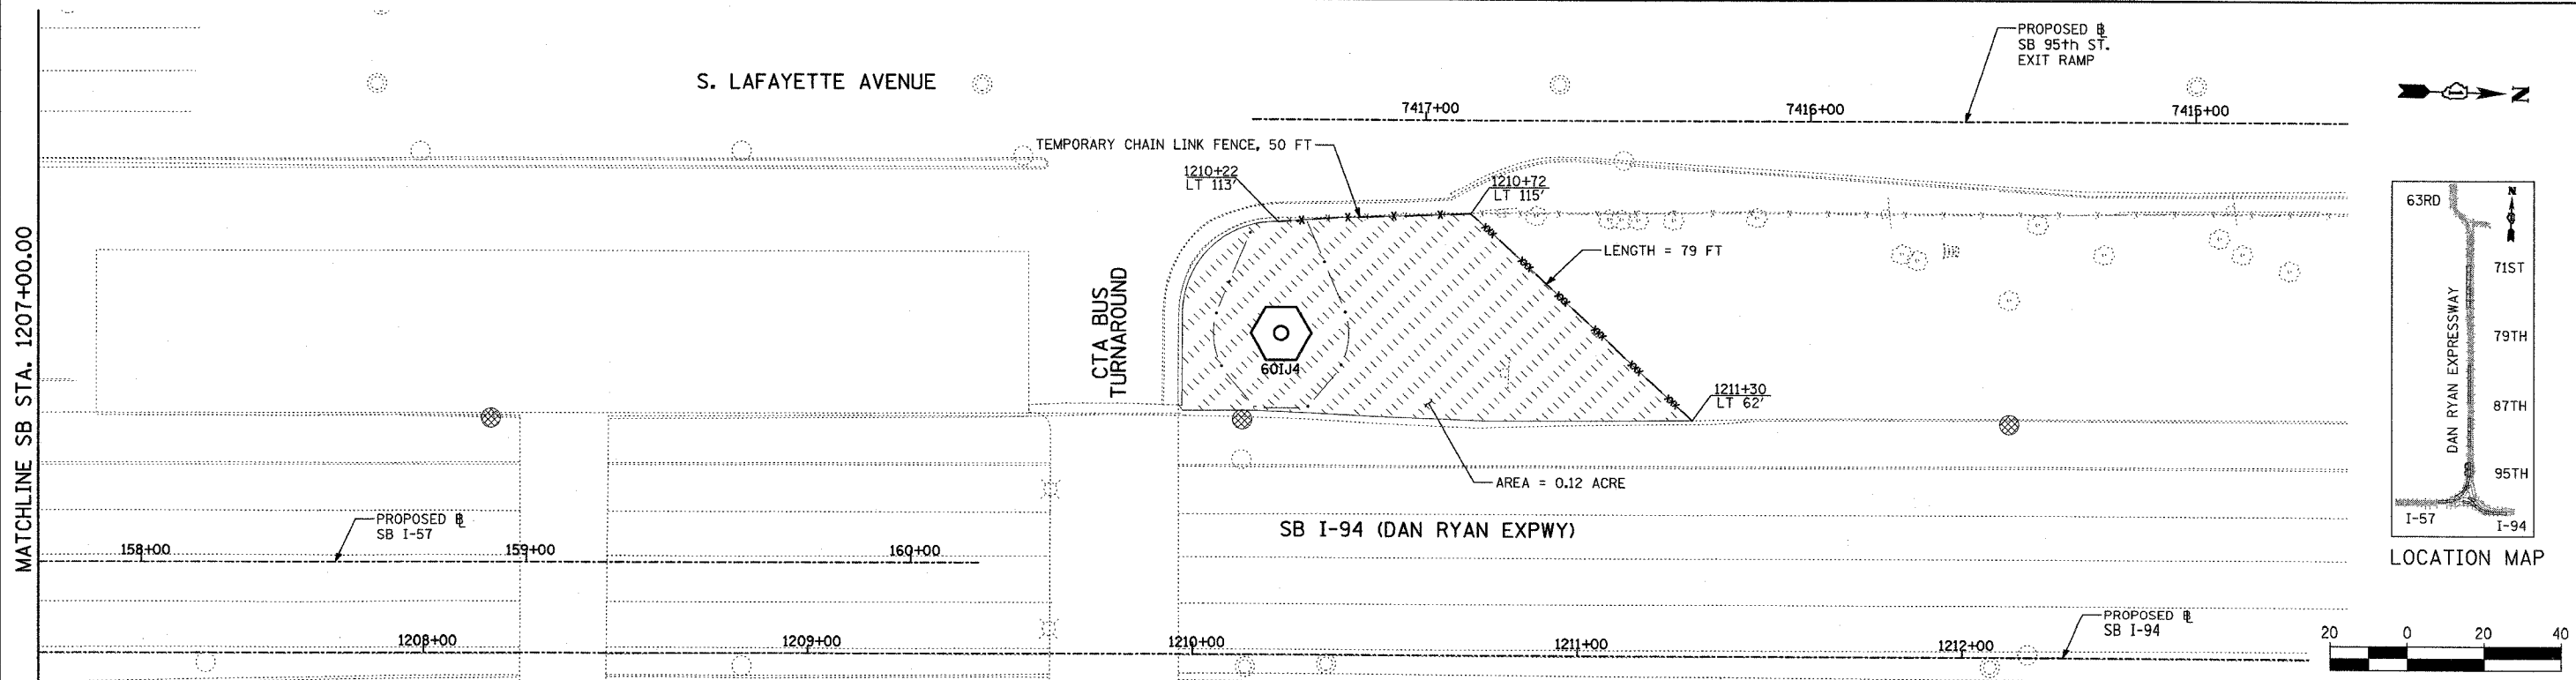 PROPOSED B
SB 95th ST.
EXIT RAMP
S. LAFAYETTE AVENUE
N
7417+00
7416+00
7415+00
TEMPORARY CHAIN LINK FENCE, 50 FT
1210+22
LT 113'
1210+72
LT 115'
LENGTH = 79 FT
MATCHLINE SB STA. 1207+00.00
CTA BUS
TURNAROUND
60IJ4
1211+30
LT 62'
AREA = 0.12 ACRE
PROPOSED B
SB I-57
158+00
159+00
160+00
SB I-94 (DAN RYAN EXPWY)
1208+00
1209+00
1210+00
1211+00
1212+00
PROPOSED B
SB I-94
63RD
N
71ST
79TH
87TH
95TH
DAN RYAN EXPRESSWAY
I-57
I-94
LOCATION MAP
20 0 20 40